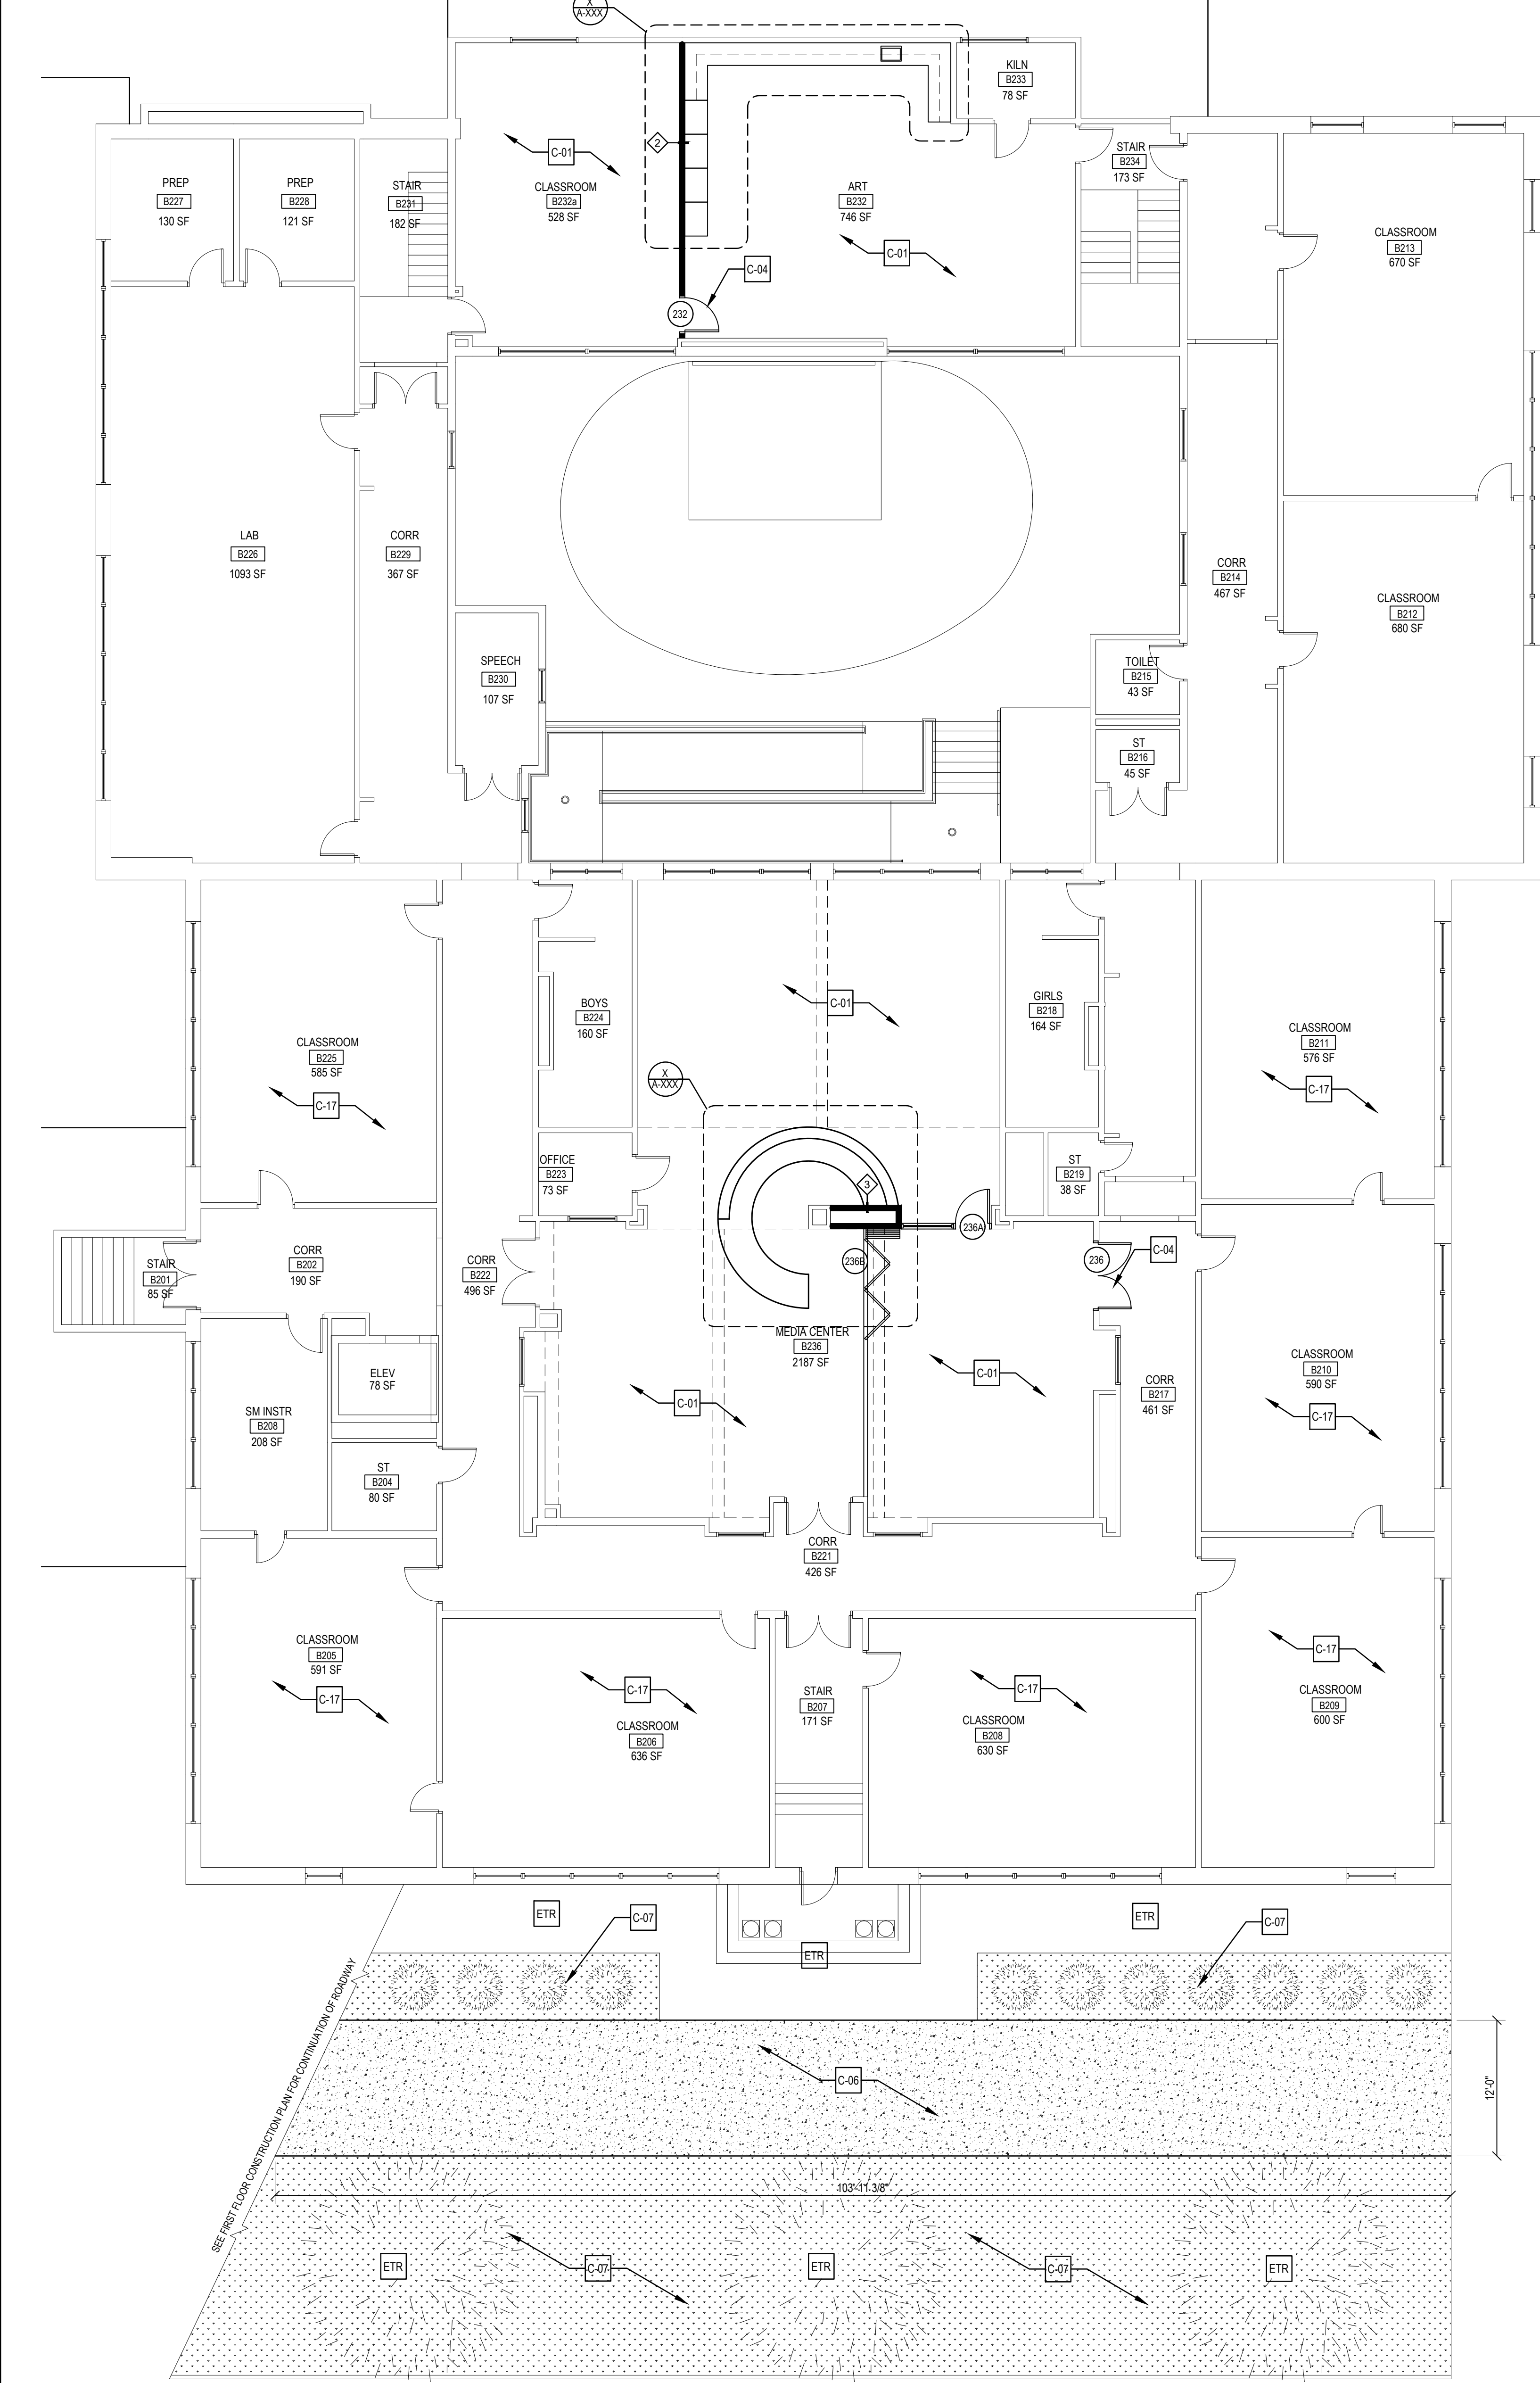 X
A-XXX
KILN
B233
78 SF
STAIR
B234
173 SF
PREP
B227
130 SF
PREP
B228
121 SF
STAIR
B231
182 SF
C-01
CLASSROOM
B232a
528 SF
2
ART
B232
746 SF
C-01
C-04
232
CLASSROOM
B213
670 SF
LAB
B226
1093 SF
CORR
B229
367 SF
CORR
B214
467 SF
CLASSROOM
B212
680 SF
SPEECH
B230
107 SF
TOILET
B215
43 SF
ST
B216
45 SF
BOYS
B224
160 SF
C-01
GIRLS
B218
164 SF
CLASSROOM
B225
585 SF
C-17
CLASSROOM
B211
576 SF
C-17
X
A-XXX
OFFICE
B223
73 SF
3
ST
B219
38 SF
236A
236B
236
C-04
STAIR
B201
85 SF
CORR
B202
190 SF
CORR
B222
496 SF
MEDIA CENTER
B236
2187 SF
C-01
C-01
ELEV
78 SF
SM INSTR
B208
208 SF
CORR
B217
461 SF
CLASSROOM
B210
590 SF
C-17
ST
B204
80 SF
CORR
B221
426 SF
CLASSROOM
B205
591 SF
C-17
C-17
CLASSROOM
B206
636 SF
STAIR
B207
171 SF
C-17
CLASSROOM
B208
630 SF
C-17
CLASSROOM
B209
600 SF
ETR
C-07
ETR
ETR
C-07
SEE FIRST FLOOR CONSTRUCTION PLAN FOR CONTINUATION OF ROADWAY
C-06
12'-0"
103'-11 3/8"
ETR
C-07
ETR
C-07
ETR